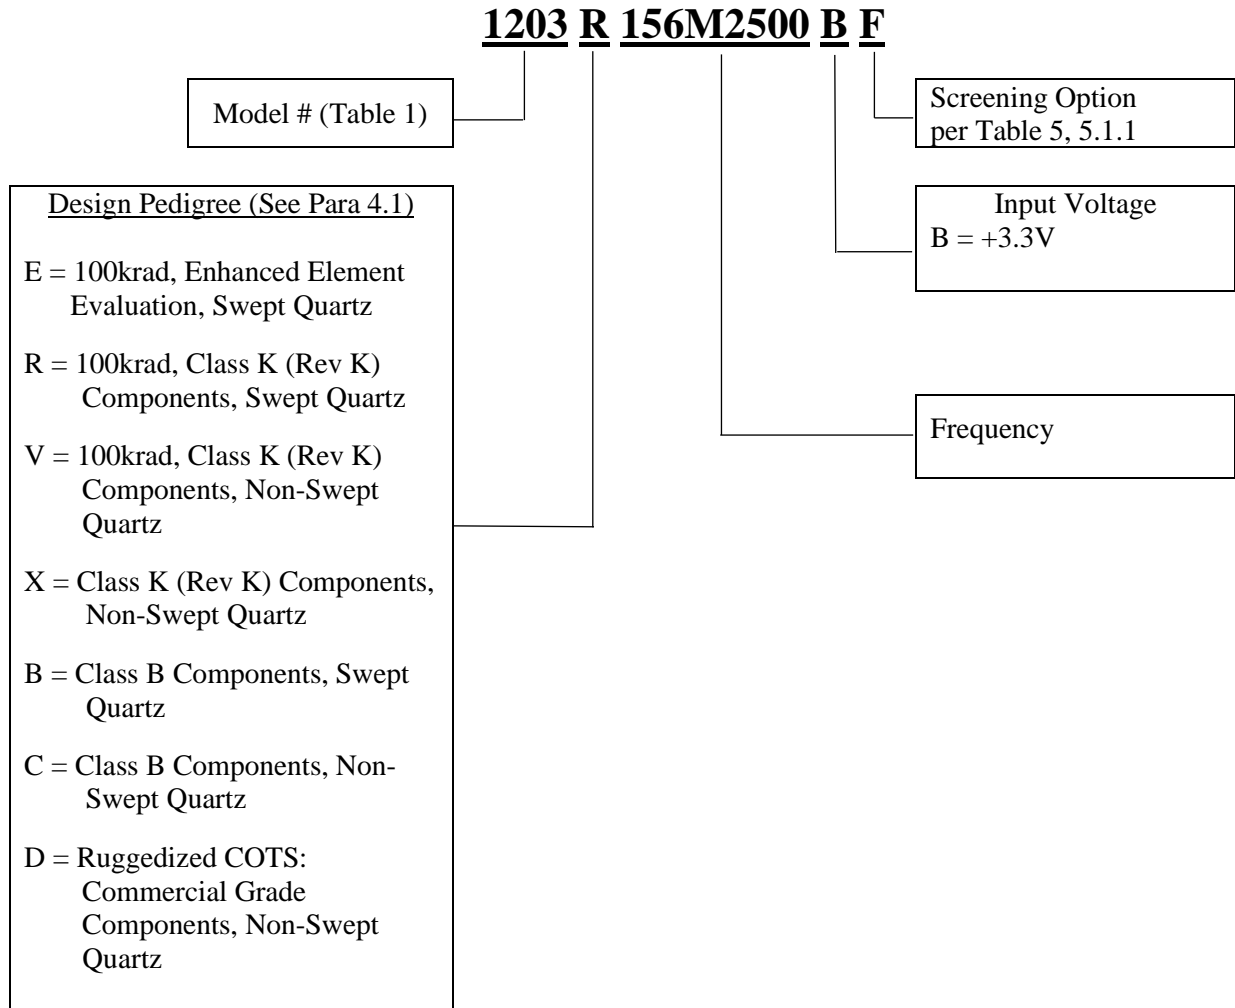 1203 R 156M2500 B F
Model # (Table 1)
Screening Option
per Table 5, 5.1.1
Design Pedigree (See Para 4.1)
E = 100krad, Enhanced Element
Evaluation, Swept Quartz
R = 100krad, Class K (Rev K)
Components, Swept Quartz
V = 100krad, Class K (Rev K)
Components, Non-Swept
Quartz
X = Class K (Rev K) Components,
Non-Swept Quartz
B = Class B Components, Swept
Quartz
C = Class B Components, Non-
Swept Quartz
D = Ruggedized COTS:
Commercial Grade
Components, Non-Swept
Quartz
Input Voltage
B = +3.3V
Frequency